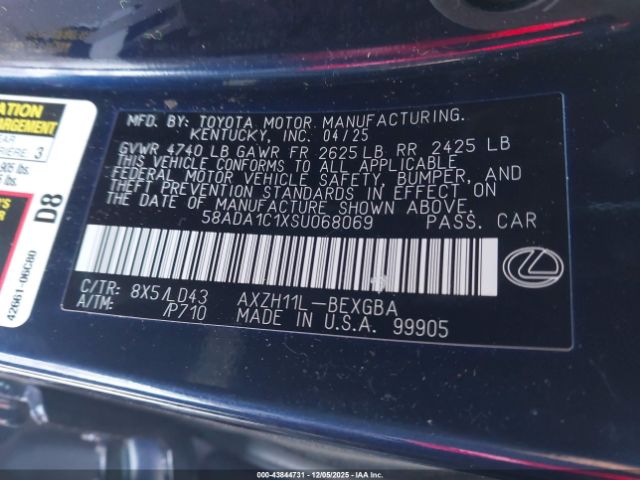 MFD. BY: TOYOTA MOTOR MANUFACTURING.
KENTUCKY, INC. 04/25
GVWR 4740 LB GAWR FR 2625 LB RR 2425 LB
THIS VEHICLE CONFORMS TO ALL APPLICABLE
FEDERAL MOTOR VEHICLE SAFETY, BUMPER, AND
THEFT PREVENTION STANDARDS IN EFFECT ON
THE DATE OF MANUFACTURE SHOWN ABOVE.
58ADA1C1XSU068069 PASS. CAR
C/TR: 8X5/LD43 AXZH11L-BEXGBA
A/TM: /P710 MADE IN U.S.A. 99905
3
D8
42661-06C80
00-43844731 - 12/05/2025 - IAA